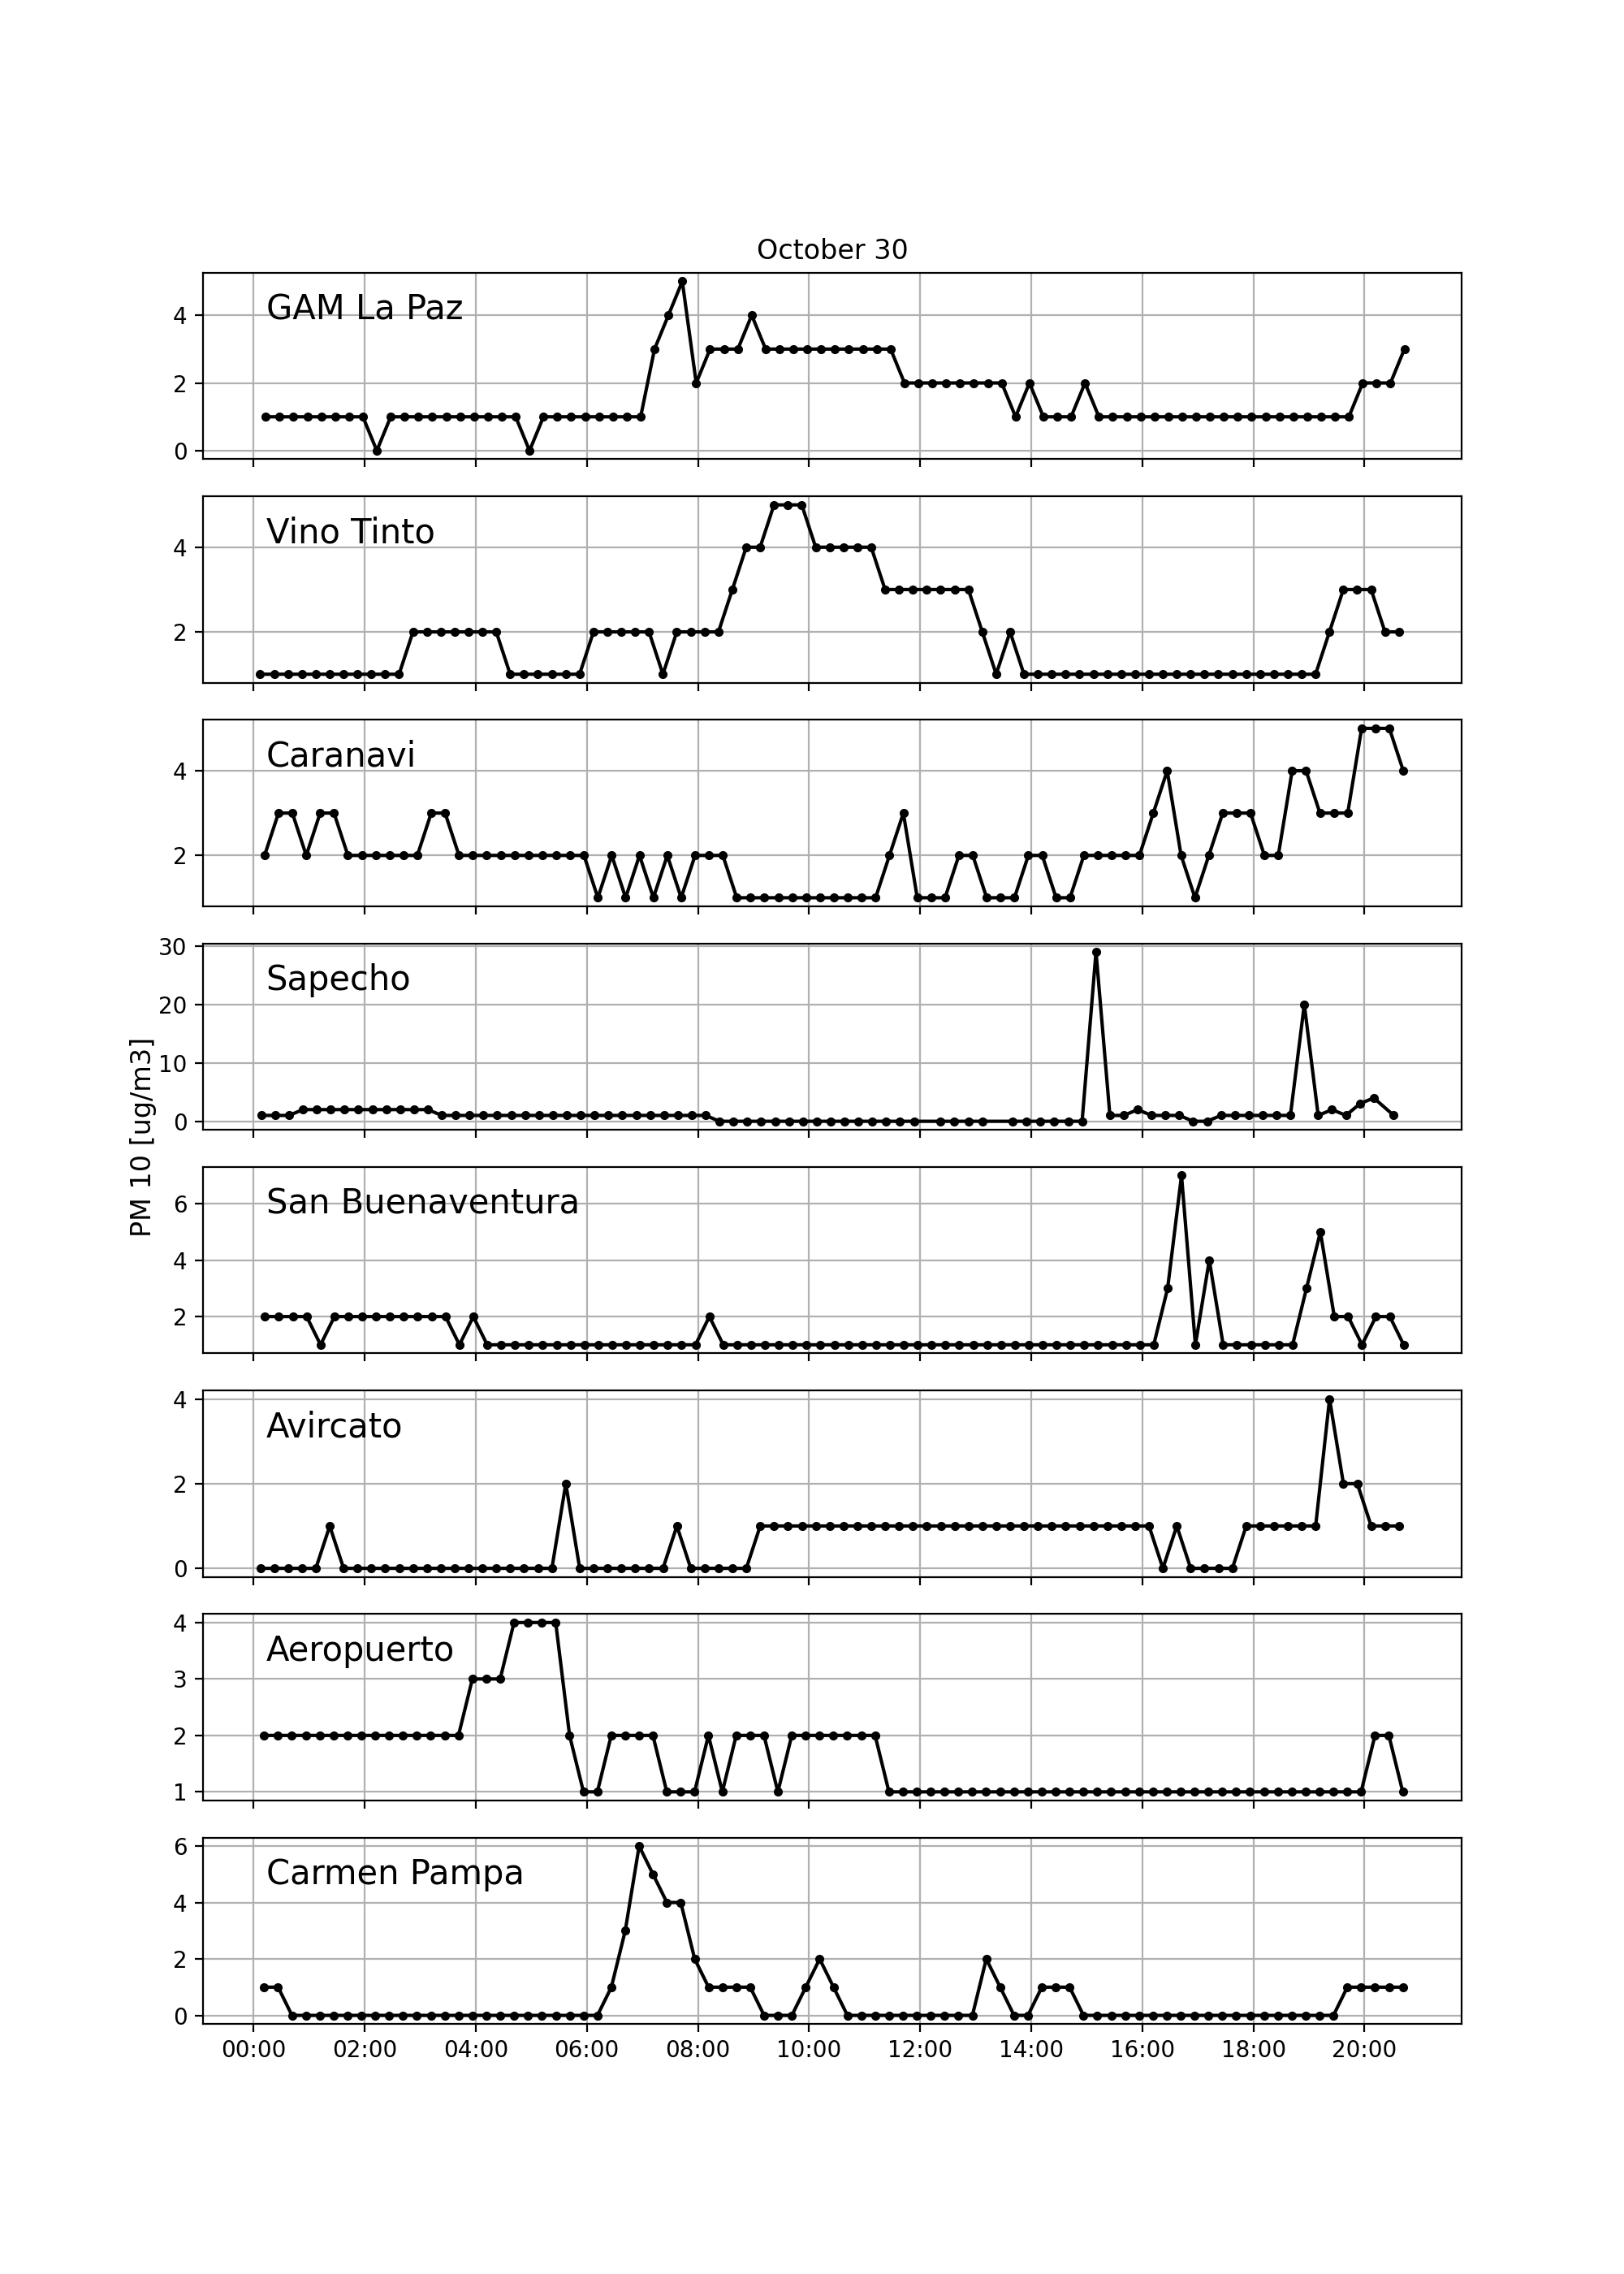 October 30
GAM La Paz
4
2
0
Vino Tinto
4
2
Caranavi
4
2
PM 10 [ug/m3]
Sapecho
30
20
10
0
San Buenaventura
6
4
2
Avircato
4
2
0
Aeropuerto
4
3
2
1
Carmen Pampa
6
4
2
0
00:00 02:00 04:00 06:00 08:00 10:00 12:00 14:00 16:00 18:00 20:00